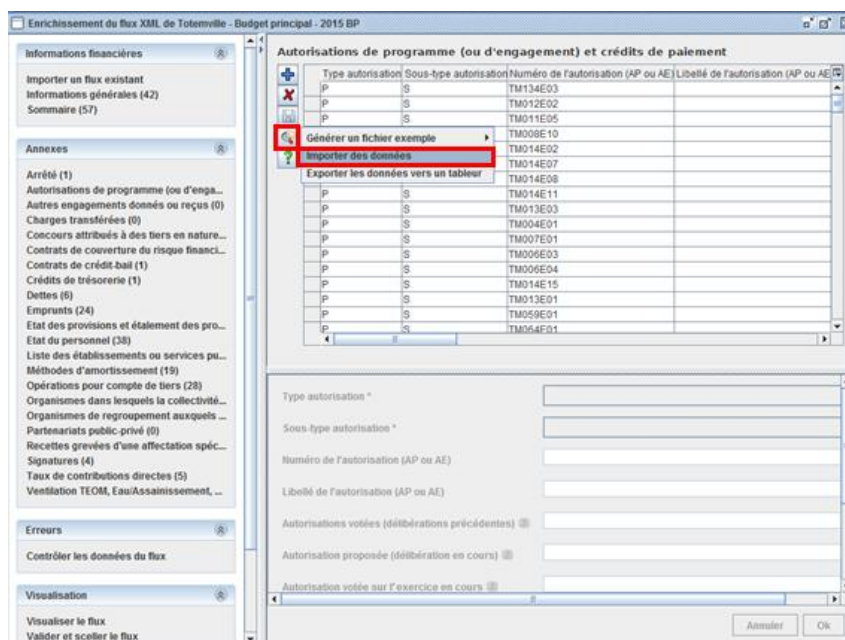 Enrichissement du flux XML de Totemville - Budget principal - 2015 BP
Informations financières
Importer un flux existant
Informations générales (42)
Sommaire (57)
Annexes
Arrêté (1)
Autorisations de programme (ou d'enga...
Autres engagements donnés ou reçus (0)
Charges transférées (0)
Concours attribués à des tiers en nature...
Contrats de couverture du risque financi...
Contrats de crédit-bail (1)
Crédits de trésorerie (1)
Dettes (6)
Emprunts (24)
Etat des provisions et étalement des pro...
Etat du personnel (38)
Liste des établissements ou services pu...
Méthodes d'amortissement (19)
Opérations pour compte de tiers (28)
Organismes dans lesquels la collectivité...
Organismes de regroupement auxquels ...
Partenariats public-privé (0)
Recettes grevées d'une affectation spéc...
Signatures (4)
Taux de contributions directes (5)
Ventilation TEOM, Eau/Assainissement, ...
Erreurs
Contrôler les données du flux
Visualisation
Visualiser le flux
Valider et sceller le flux
Autorisations de programme (ou d'engagement) et crédits de paiement
Type autorisation Sous-type autorisation Numéro de l'autorisation (AP ou AE) Libellé de l'autorisation (AP ou AE
P S TM134E03
P S TM012E02
P S TM011E05
TM008E10
TM014E02
TM014E07
TM014E08
P S TM014E11
P S TM013E03
P S TM004E01
P S TM007E01
P S TM006E03
P S TM006E04
P S TM014E15
P S TM013E01
P S TM059E01
P S TM064E01
Générer un fichier exemple
Importer des données
Exporter les données vers un tableur
Type autorisation *
Sous-type autorisation *
Numéro de l'autorisation (AP ou AE)
Libellé de l'autorisation (AP ou AE)
Autorisations votées (délibérations précédentes)
Autorisation proposée (délibération en cours)
Autorisation votée sur l'exercice en cours
Annuler Ok